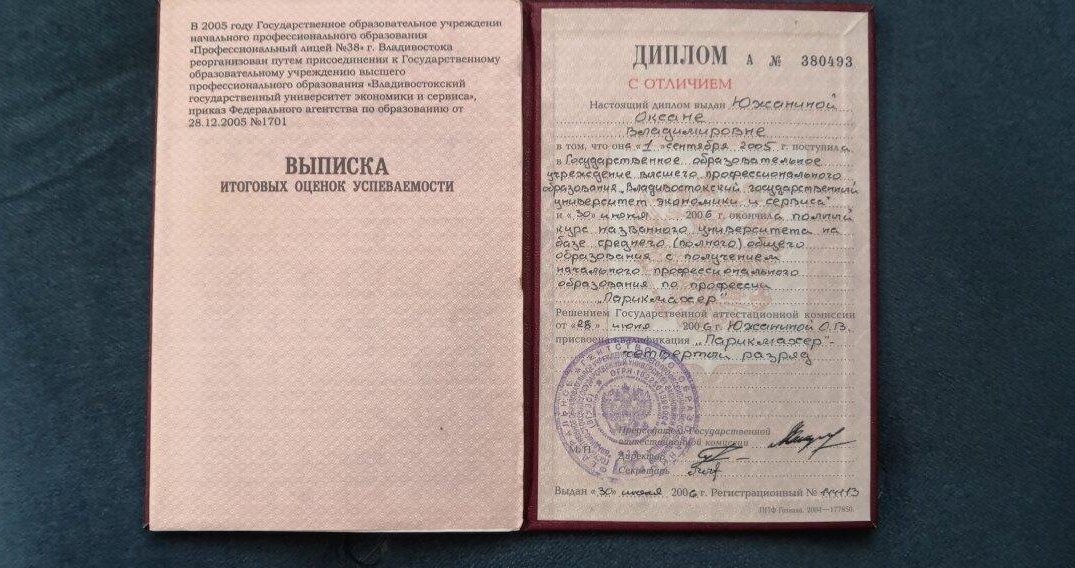 В 2005 году Государственное образовательное учреждение
начального профессионального образования
«Профессиональный лицей №38» г. Владивостока
реорганизован путем присоединения к Государственному
образовательному учреждению высшего
профессионального образования «Владивостокский
государственный университет экономики и сервиса»,
приказ Федерального агентства по образованию от
28.12.2005 №1701
ВЫПИСКА
ИТОГОВЫХ ОЦЕНОК УСПЕВАЕМОСТИ
ДИПЛОМ А № 380493
С ОТЛИЧИЕМ
Настоящий диплом выдан Южаниной
Оксане
Владимировне
в том, что она «1» сентября 2005 г. поступила
в Государственное образовательное
учреждение высшего профессионального
образования „Владивостокский государственный
университет экономики и сервиса"
и «30» июня 2006 г. окончила полный
курс названного университета на
базе среднего (полного) общего
образования с получением
начального профессионального
образования по профессии
„Парикмахер"
Решением Государственной аттестационной комиссии
от «28» июня 2006 г. Южаниной О.В.
присвоена квалификация „Парикмахер"-
четвертый разряд
Председатель Государственной
аттестационной комиссии
Директор
Секретарь
М.П.
Выдан «30» июня 2006 г. Регистрационный №
ППФ Гознака. 2004—177850.